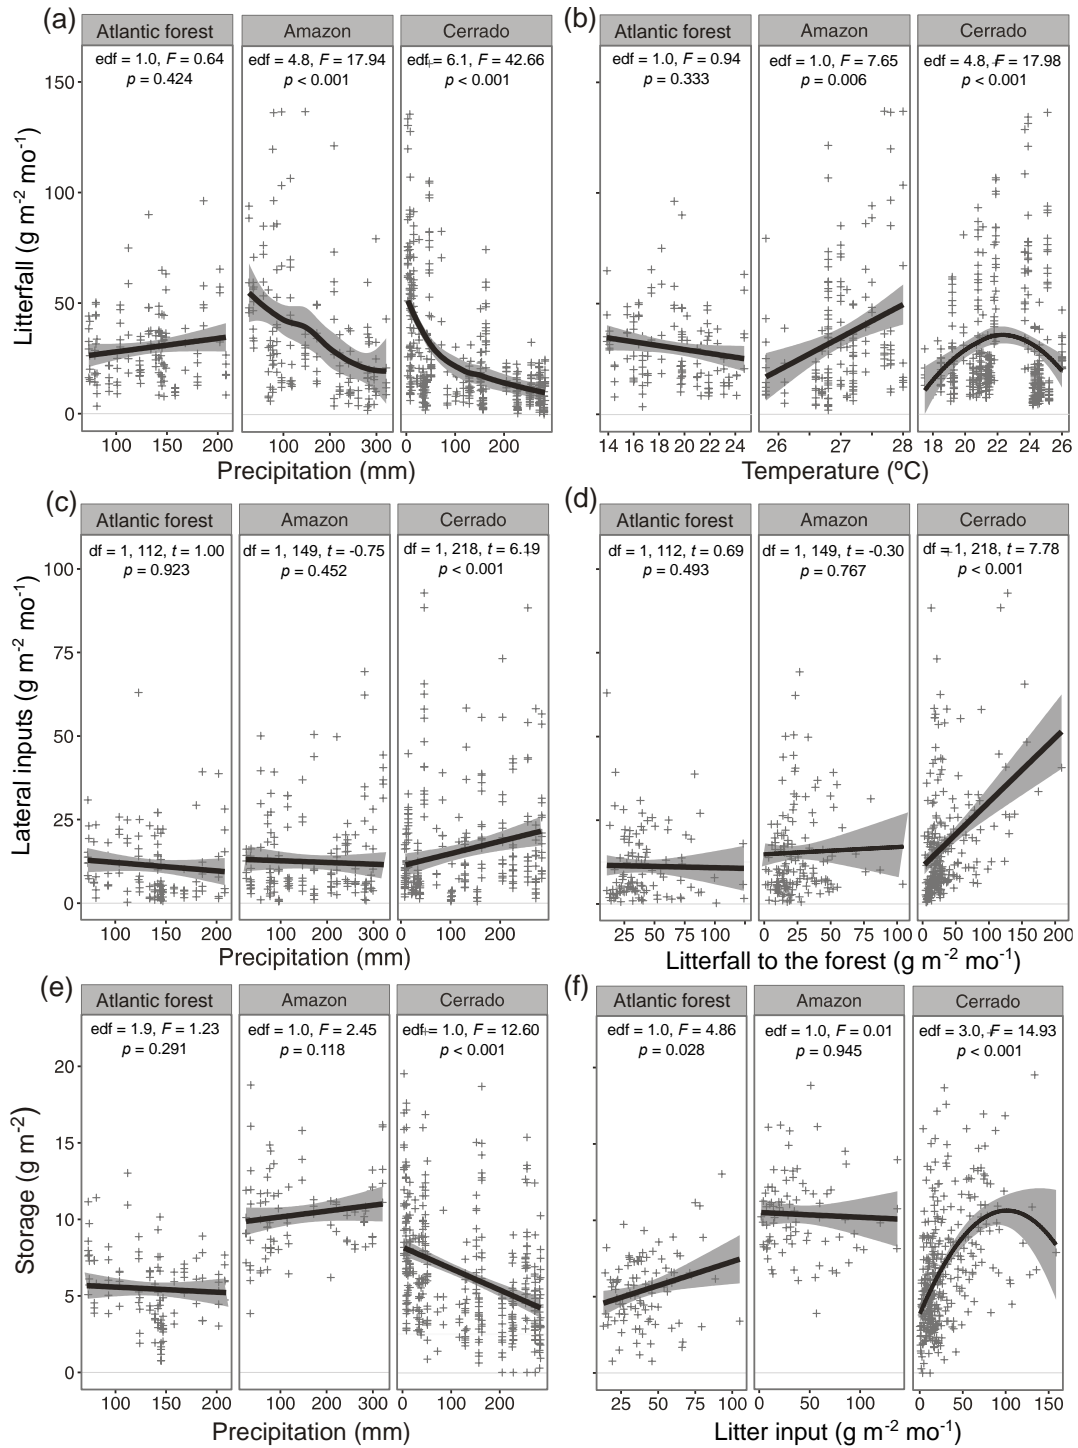 (a) Atlantic forest Amazon Cerrado
edf = 1.0, F = 0.64 edf = 4.8, F = 17.94 edf = 6.1, F = 42.66
p = 0.424 p < 0.001 p < 0.001
Litterfall (g m-2 mo-1)
150
100
50
0
100 150 200 0 100 200 300 0 100 200
Precipitation (mm)
(b) Atlantic forest Amazon Cerrado
edf = 1.0, F = 0.94 edf = 1.0, F = 7.65 edf = 4.8, F = 17.98
p = 0.333 p = 0.006 p < 0.001
14 16 18 20 22 24 26 27 28 18 20 22 24 26
Temperature (ºC)
(c) Atlantic forest Amazon Cerrado
df = 1, 112, t = 1.00 df = 1, 149, t = -0.75 df = 1, 218, t = 6.19
p = 0.923 p = 0.452 p < 0.001
Lateral inputs (g m-2 mo-1)
100
75
50
25
0
100 150 200 0 100 200 300 0 100 200
Precipitation (mm)
(d) Atlantic forest Amazon Cerrado
df = 1, 112, t = 0.69 df = 1, 149, t = -0.30 df = 1, 218, t = 7.78
p = 0.493 p = 0.767 p < 0.001
25 50 75 100 0 25 50 75 100 0 50 100 150 200
Litterfall to the forest (g m-2 mo-1)
(e) Atlantic forest Amazon Cerrado
edf = 1.9, F = 1.23 edf = 1.0, F = 2.45 edf = 1.0, F = 12.60
p = 0.291 p = 0.118 p < 0.001
Storage (g m-2)
20
15
10
5
0
100 150 200 0 100 200 300 0 100 200
Precipitation (mm)
(f) Atlantic forest Amazon Cerrado
edf = 1.0, F = 4.86 edf = 1.0, F = 0.01 edf = 3.0, F = 14.93
p = 0.028 p = 0.945 p < 0.001
25 50 75 100 0 50 100 0 50 100 150
Litter input (g m-2 mo-1)